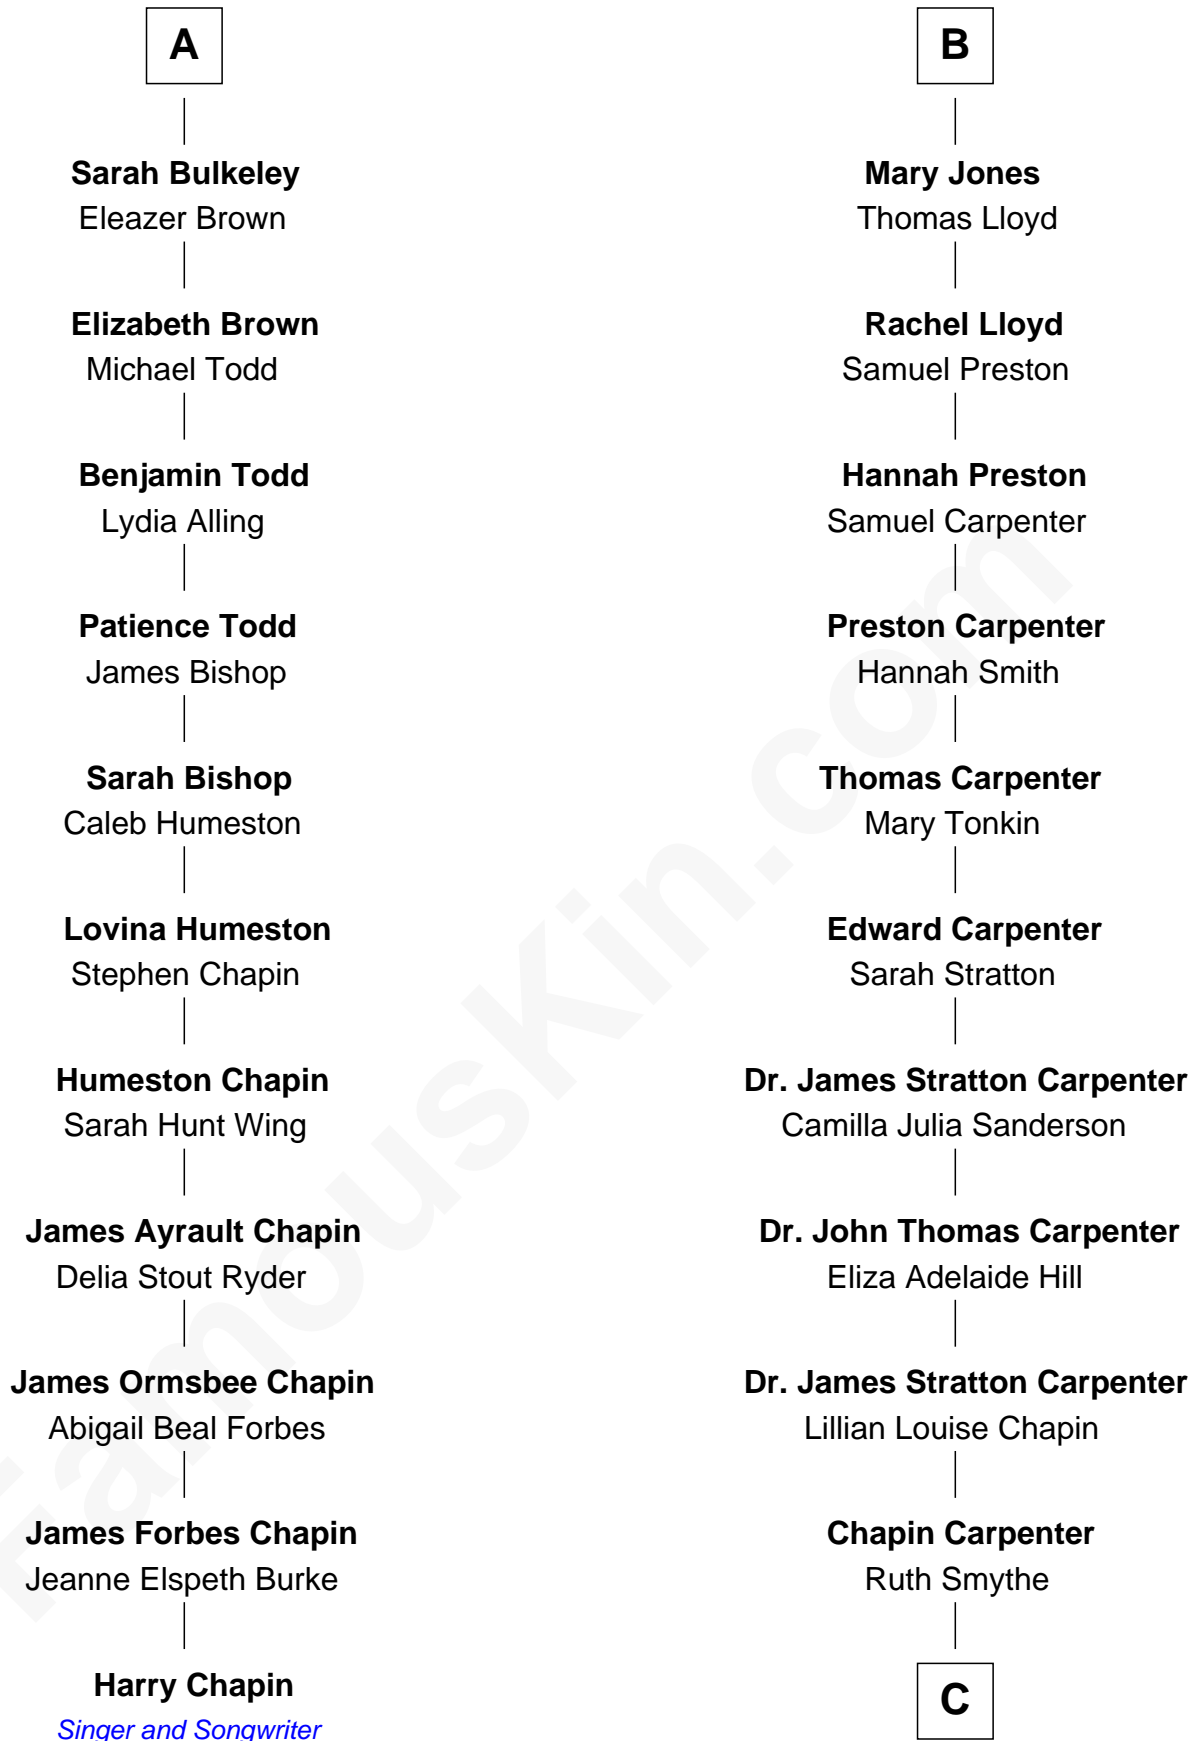 A
Sarah Bulkeley
Eleazer Brown
Elizabeth Brown
Michael Todd
Benjamin Todd
Lydia Alling
Patience Todd
James Bishop
Sarah Bishop
Caleb Humeston
Lovina Humeston
Stephen Chapin
Humeston Chapin
Sarah Hunt Wing
James Ayrault Chapin
Delia Stout Ryder
James Ormsbee Chapin
Abigail Beal Forbes
James Forbes Chapin
Jeanne Elspeth Burke
Harry Chapin
Singer and Songwriter
B
Mary Jones
Thomas Lloyd
Rachel Lloyd
Samuel Preston
Hannah Preston
Samuel Carpenter
Preston Carpenter
Hannah Smith
Thomas Carpenter
Mary Tonkin
Edward Carpenter
Sarah Stratton
Dr. James Stratton Carpenter
Camilla Julia Sanderson
Dr. John Thomas Carpenter
Eliza Adelaide Hill
Dr. James Stratton Carpenter
Lillian Louise Chapin
Chapin Carpenter
Ruth Smythe
C
FamousKin.com